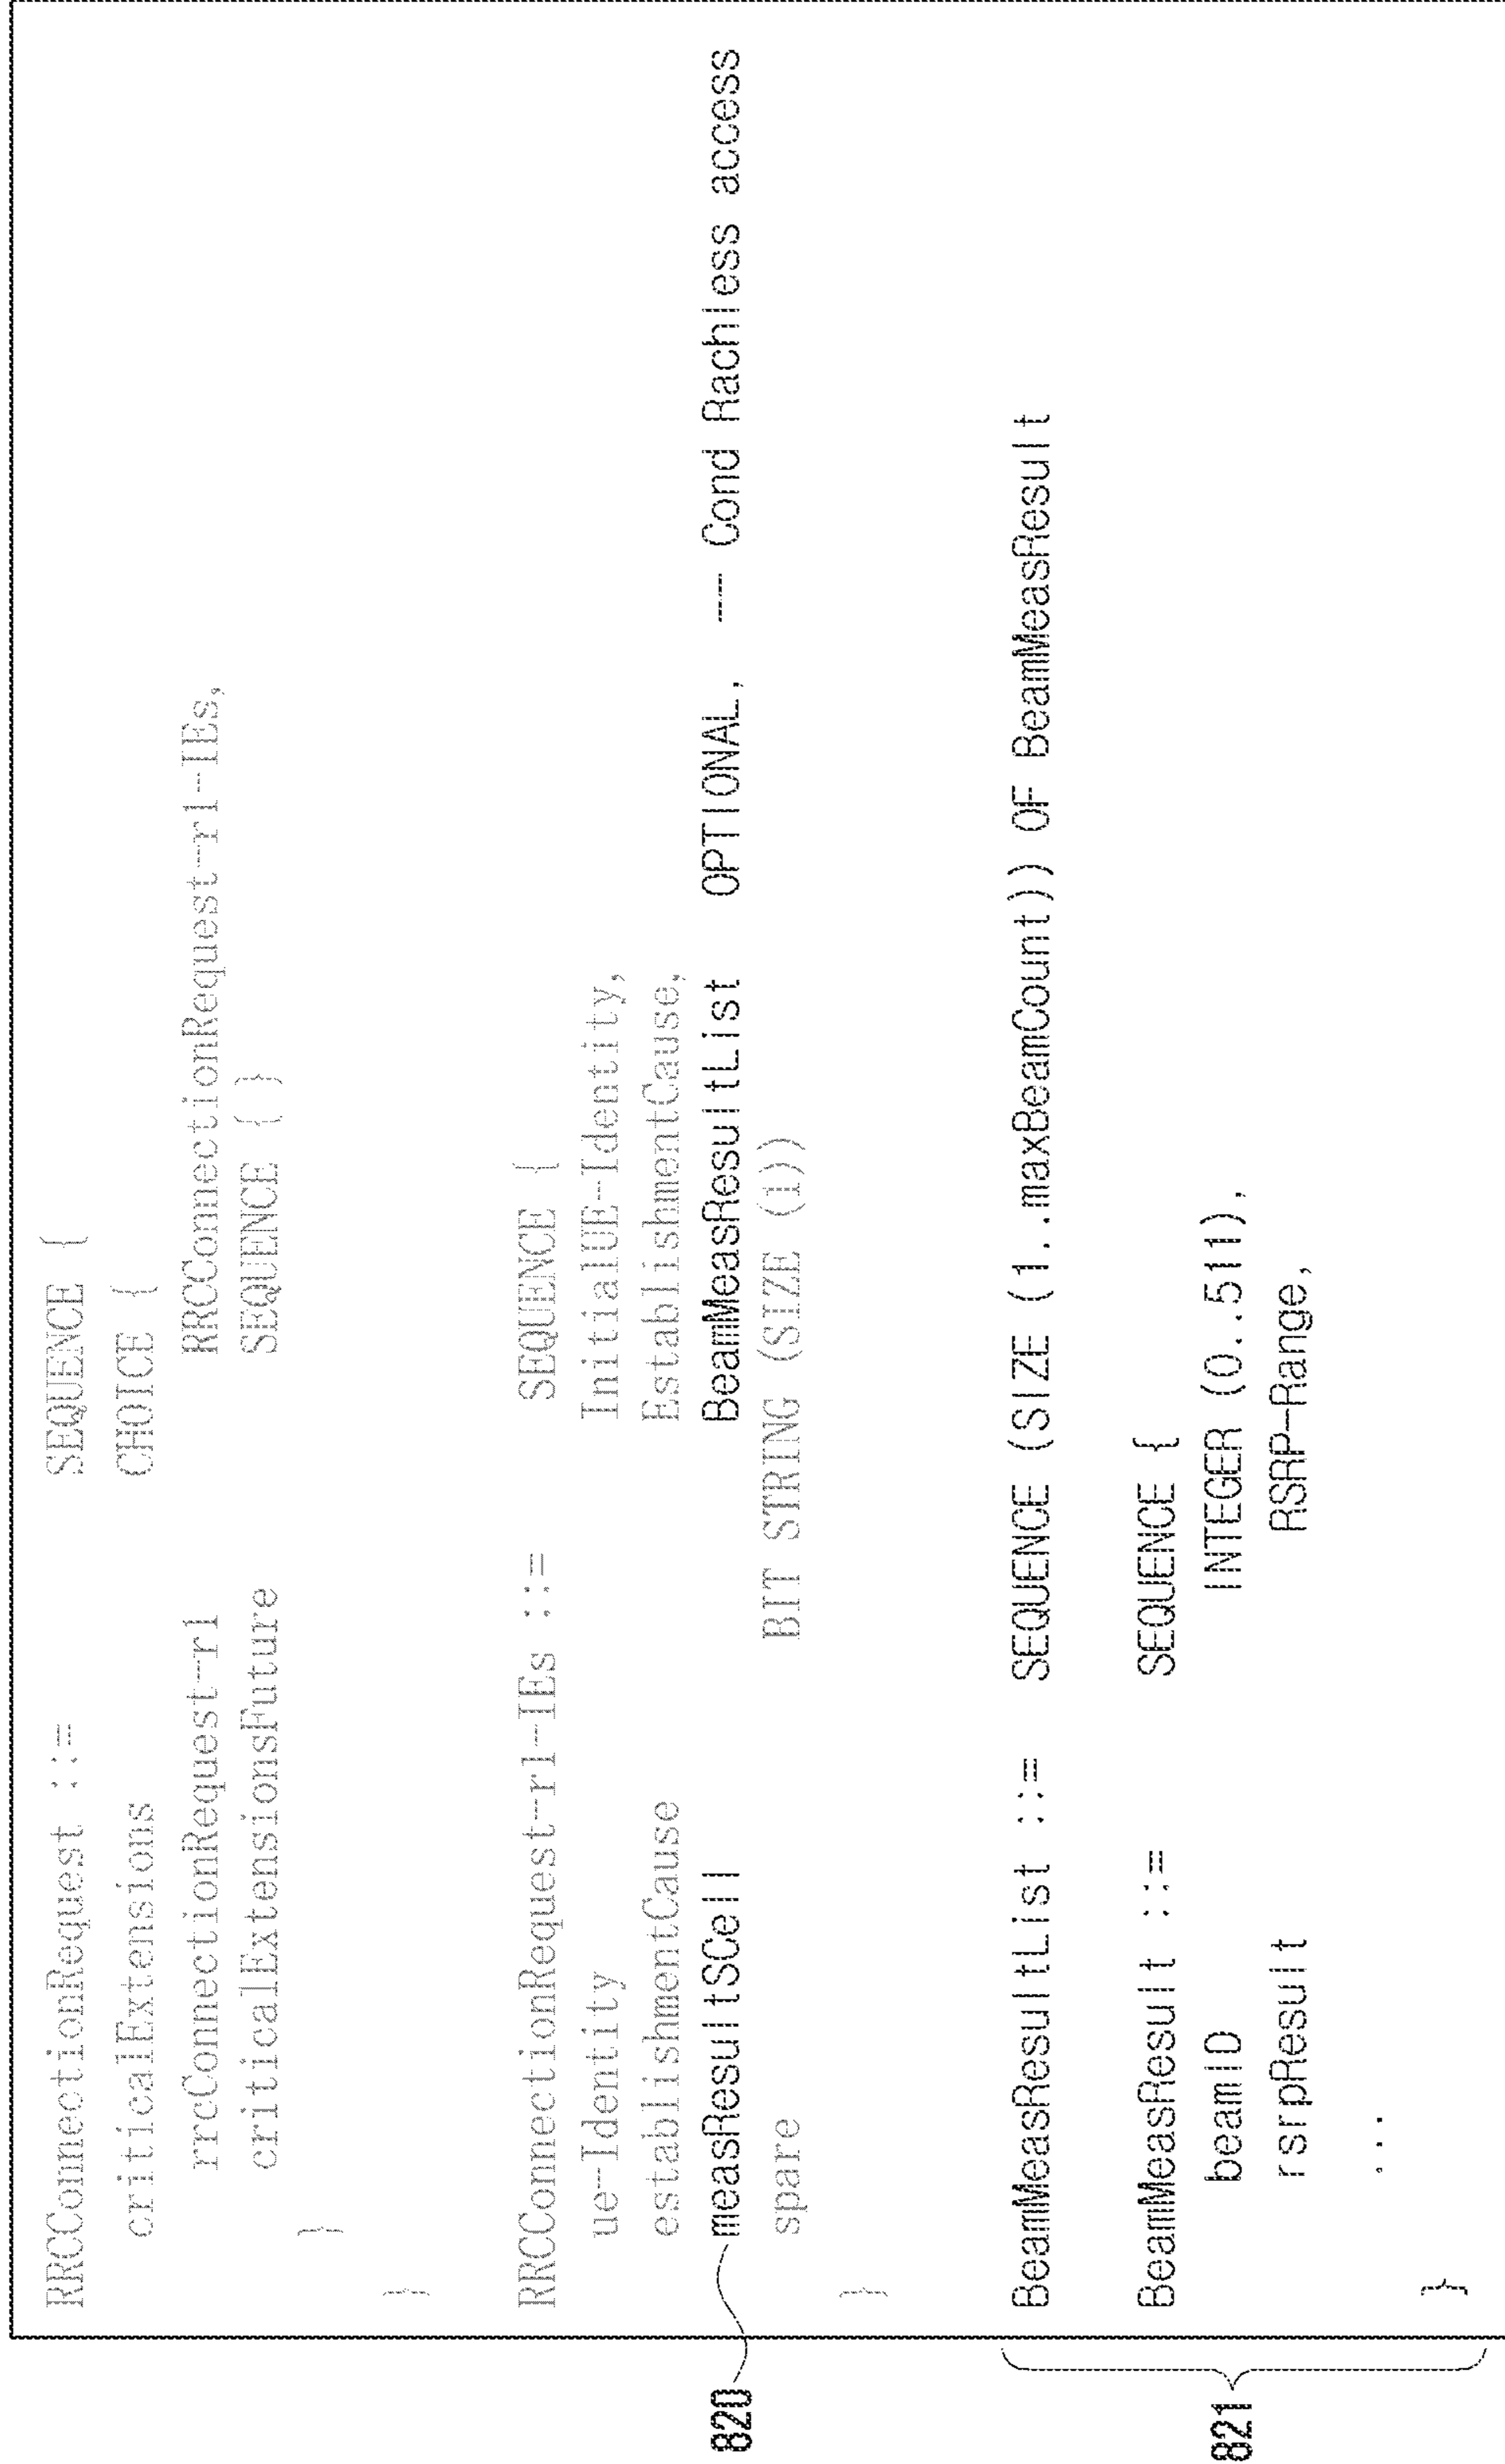 RRCConnectionRequest ::= SEQUENCE {
criticalExtensions CHOICE {
rrcConnectionRequest-r1 RRCConnectionRequest-r1-IEs,
criticalExtensionsFuture SEQUENCE { }
}
}
RRCConnectionRequest-r1-IEs ::= SEQUENCE {
ue-Identity InitialUE-Identity,
establishmentCause EstablishmentCause,
820 measResultSCell BeamMeasResultList OPTIONAL, -- Cond Rachless access
spare BIT STRING (SIZE (1))
}
821
BeamMeasResultList ::= SEQUENCE (SIZE (1..maxBeamCount)) OF BeamMeasResult
BeamMeasResult ::= SEQUENCE {
beamID INTEGER (0..511),
rsrpResult RSRP-Range,
...
}